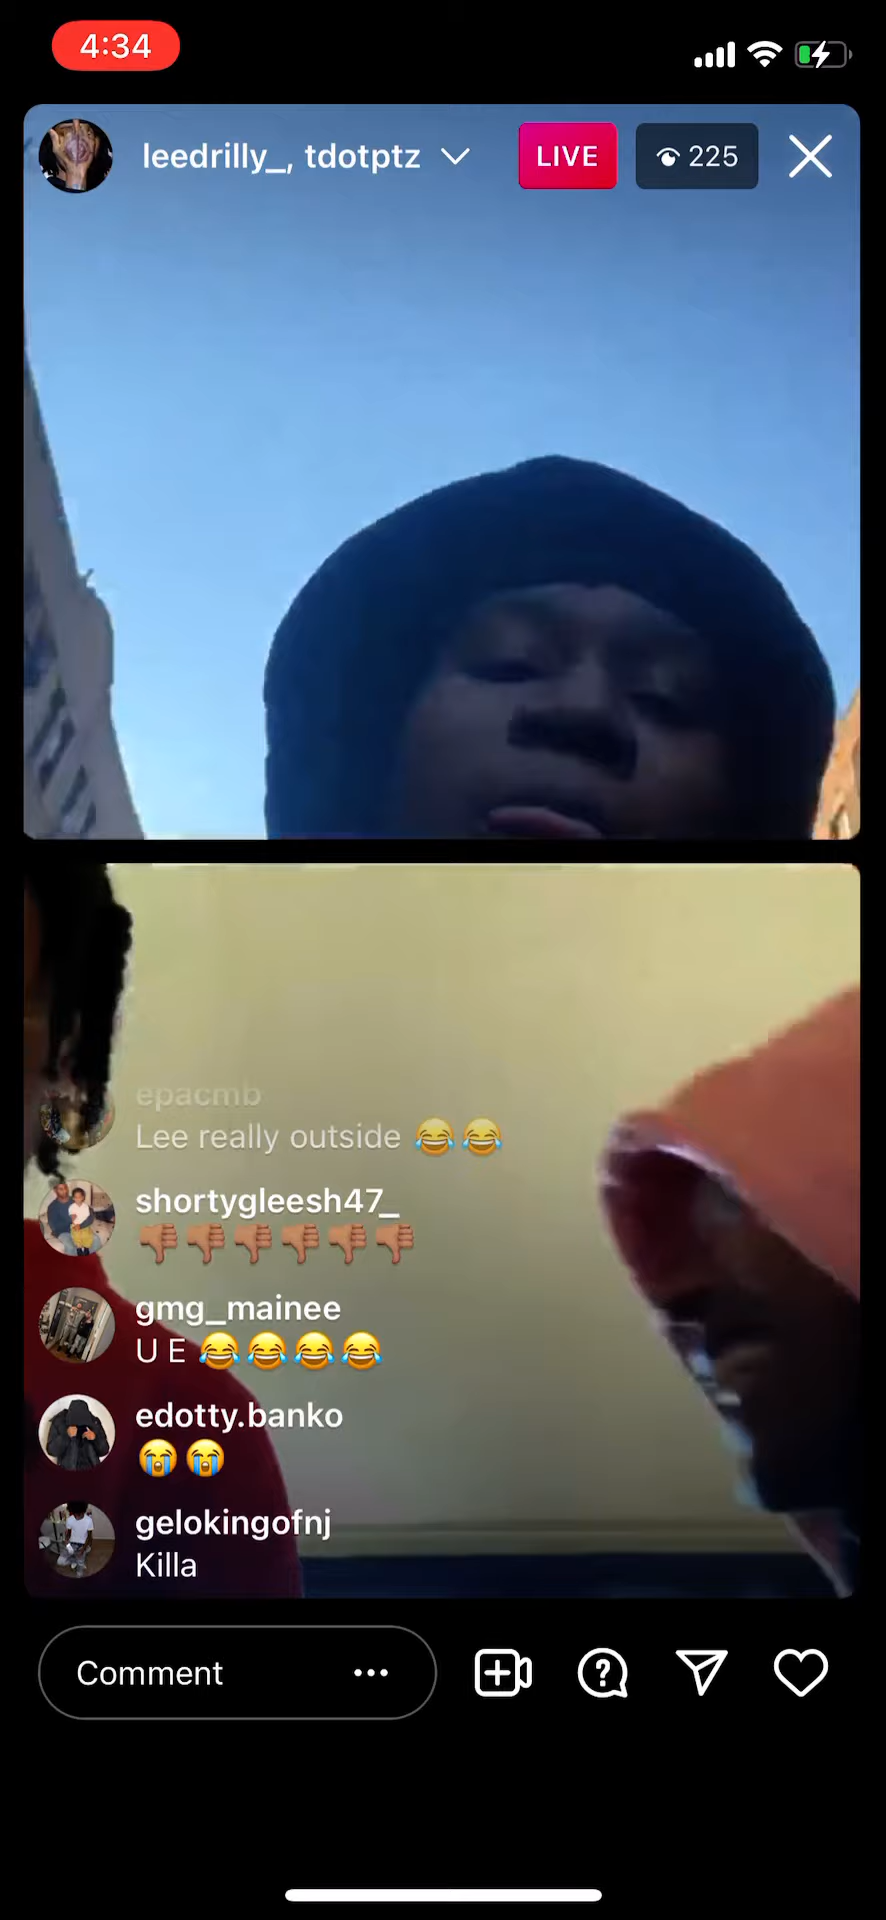 4:34
leedrilly_, tdotptz
LIVE
225
epacmb
Lee really outside 😂😂
shortygleesh47_
👎🏽👎🏽👎🏽👎🏽👎🏽👎🏽
gmg_mainee
U E 😂😂😂😂
edotty.banko
😭😭
gelokingofnj
Killa
Comment